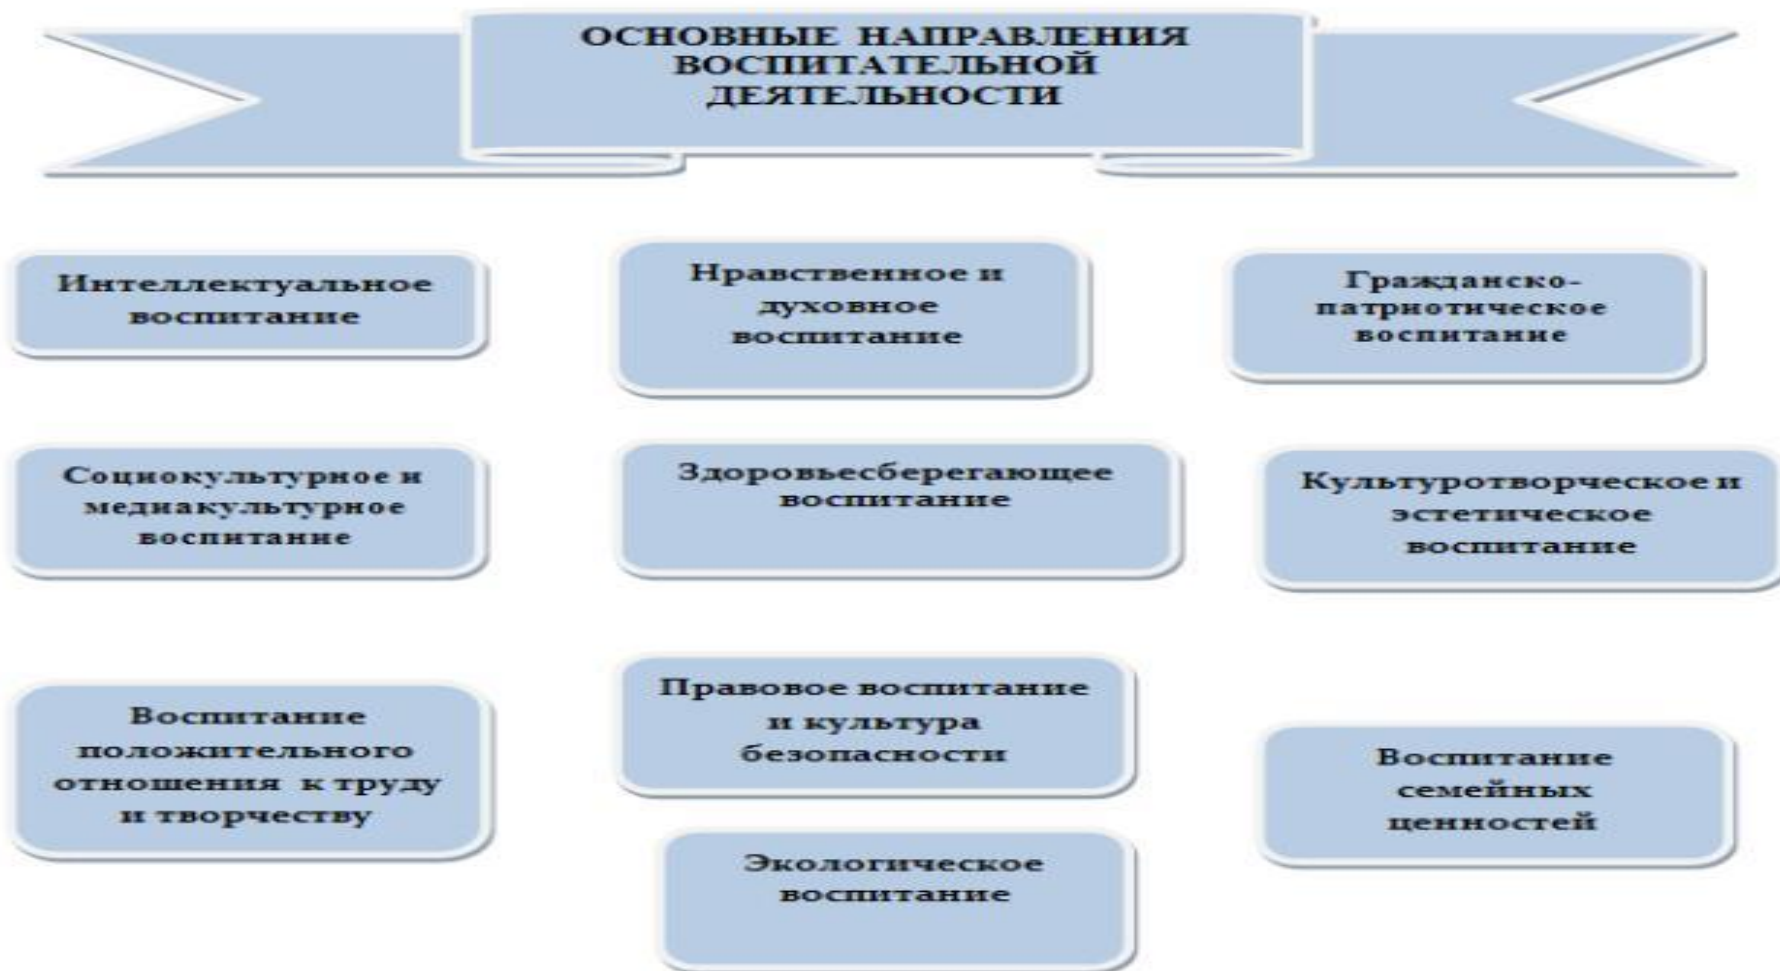 ОСНОВНЫЕ НАПРАВЛЕНИЯ
ВОСПИТАТЕЛЬНОЙ
ДЕЯТЕЛЬНОСТИ
Интеллектуальное
воспитание
Нравственное и
духовное
воспитание
Гражданско-
патриотическое
воспитание
Социокультурное и
медиакультурное
воспитание
Здоровьесберегающее
воспитание
Культуротворческое и
эстетическое
воспитание
Воспитание
положительного
отношения к труду
и творчеству
Правовое воспитание
и культура
безопасности
Воспитание
семейных
ценностей
Экологическое
воспитание